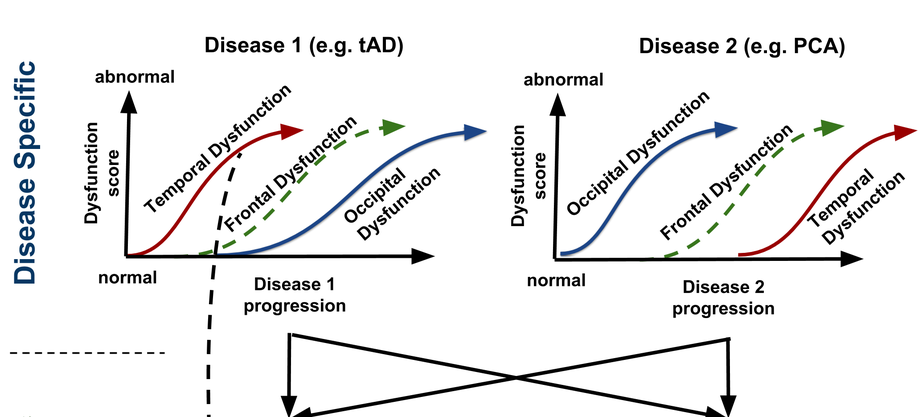 Disease Specific
Disease 1 (e.g. tAD)
abnormal
Dysfunction
score
Temporal Dysfunction
Frontal Dysfunction
Occipital
Dysfunction
normal
Disease 1
progression
Disease 2 (e.g. PCA)
abnormal
Dysfunction
score
Occipital Dysfunction
Frontal Dysfunction
Temporal
Dysfunction
normal
Disease 2
progression